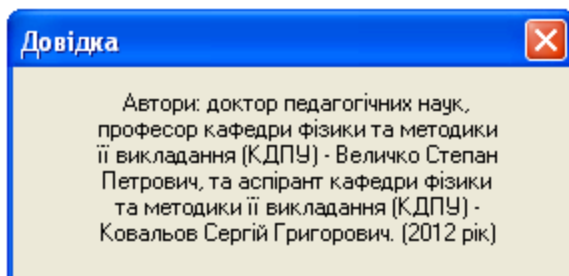 Довідка
Автори: доктор педагогічних наук,
професор кафедри фізики та методики
її викладання (КДПУ) - Величко Степан
Петрович, та аспірант кафедри фізики
та методики її викладання (КДПУ) -
Ковальов Сергій Григорович. (2012 рік)